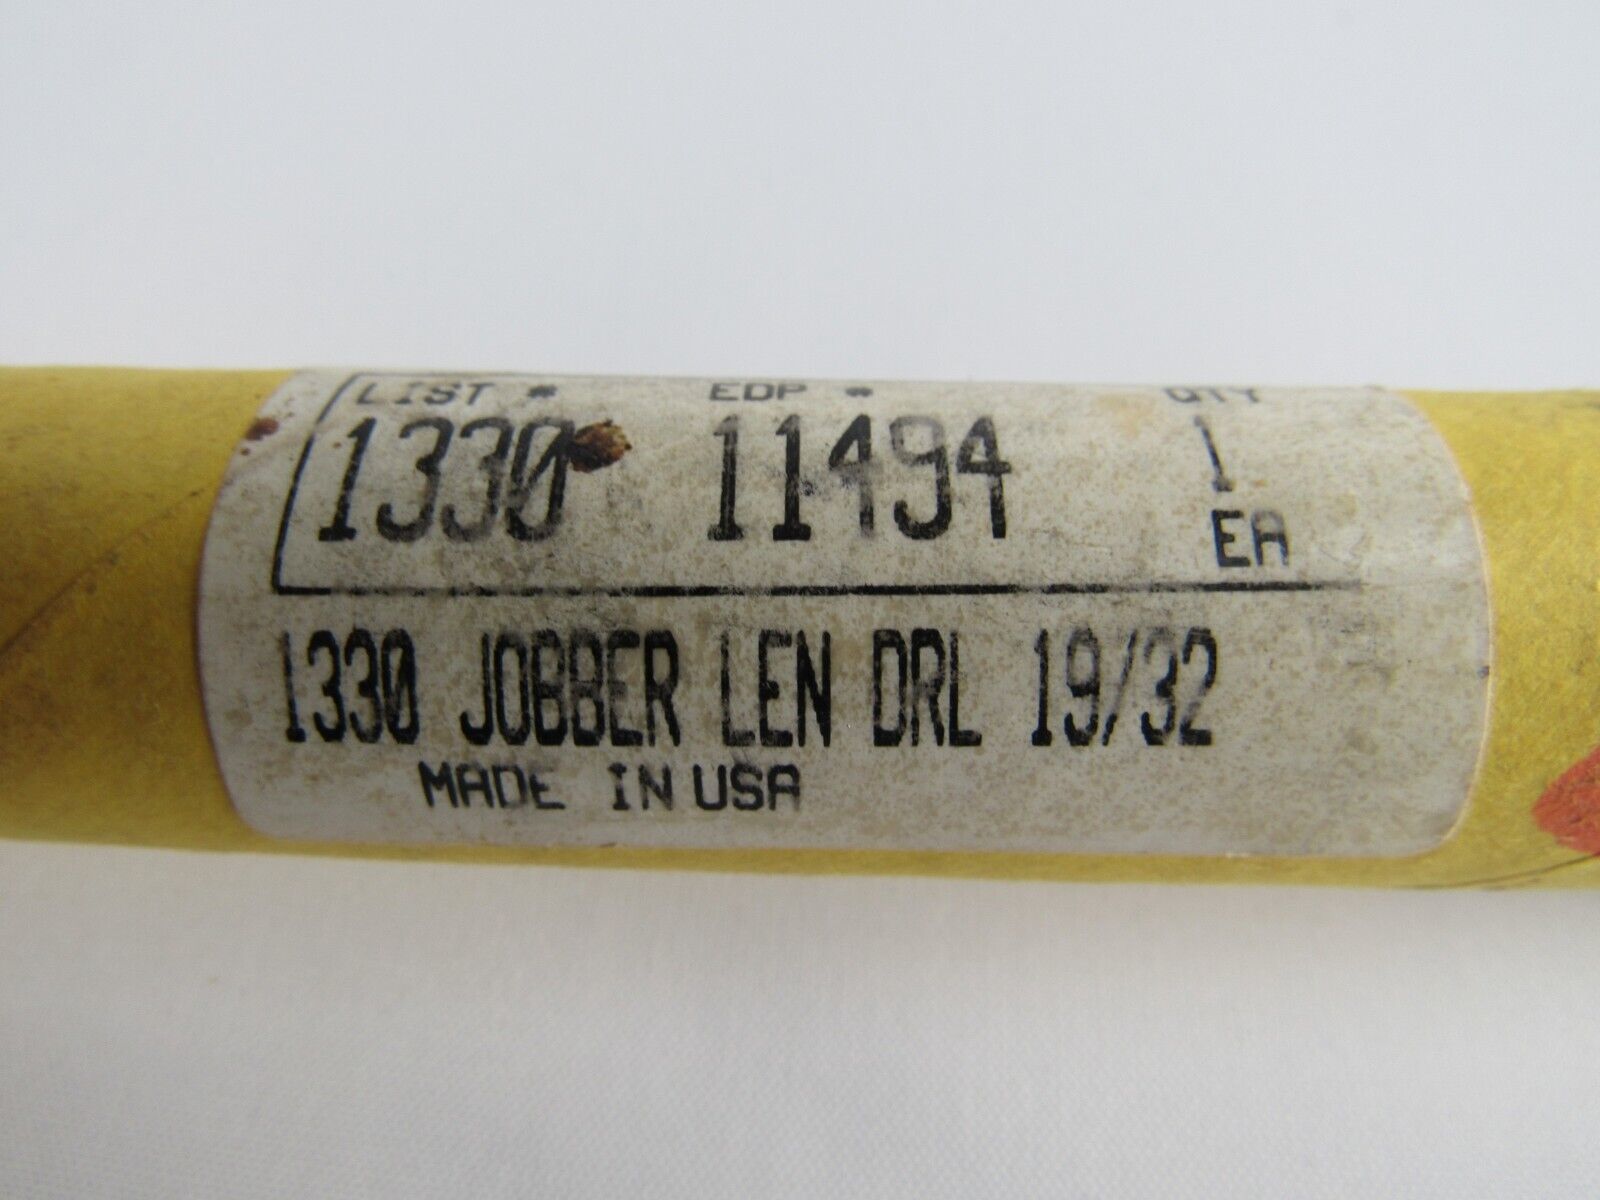 LIST # EDP # QTY
1330 11494 1
EA
1330 JOBBER LEN DRL 19/32
MADE IN USA